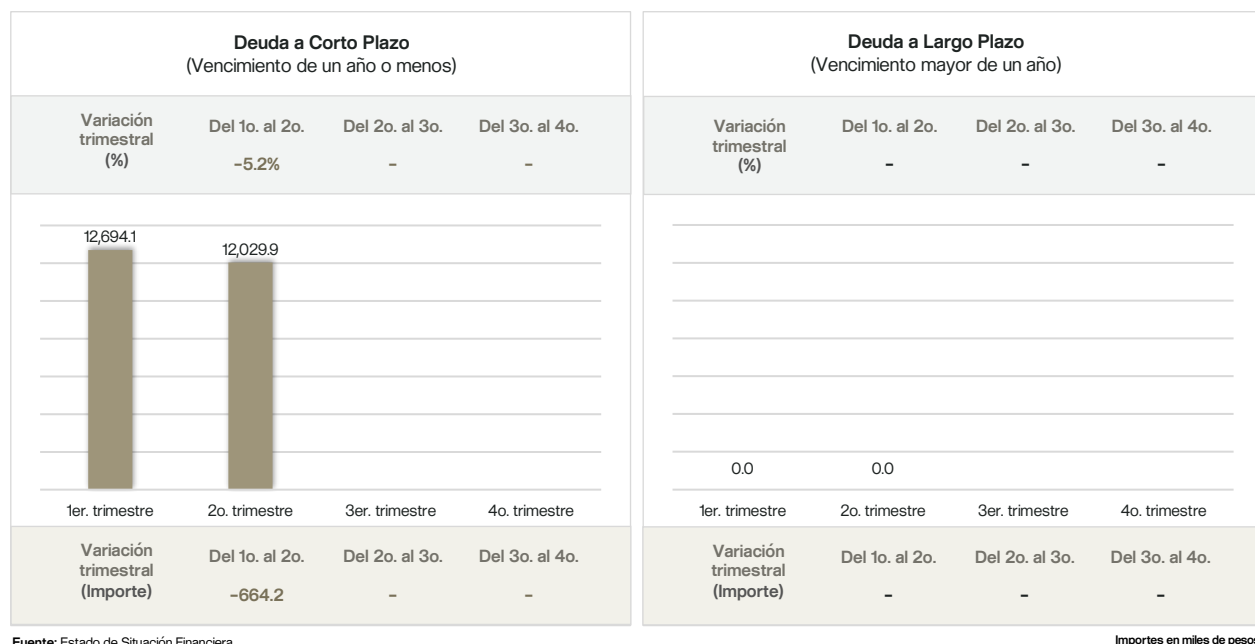 Deuda a Corto Plazo
(Vencimiento de un año o menos)
Variación
trimestral
(%)
Del 1o. al 2o.
Del 2o. al 3o.
Del 3o. al 4o.
-5.2%
-
-
12,694.1
12,029.9
1er. trimestre
2o. trimestre
3er. trimestre
4o. trimestre
Variación
trimestral
(Importe)
Del 1o. al 2o.
Del 2o. al 3o.
Del 3o. al 4o.
-664.2
-
-
Deuda a Largo Plazo
(Vencimiento mayor de un año)
Variación
trimestral
(%)
Del 1o. al 2o.
Del 2o. al 3o.
Del 3o. al 4o.
-
-
-
0.0
0.0
1er. trimestre
2o. trimestre
3er. trimestre
4o. trimestre
Variación
trimestral
(Importe)
Del 1o. al 2o.
Del 2o. al 3o.
Del 3o. al 4o.
-
-
-
Fuente: Estado de Situación Financiera
Importes en miles de pesos